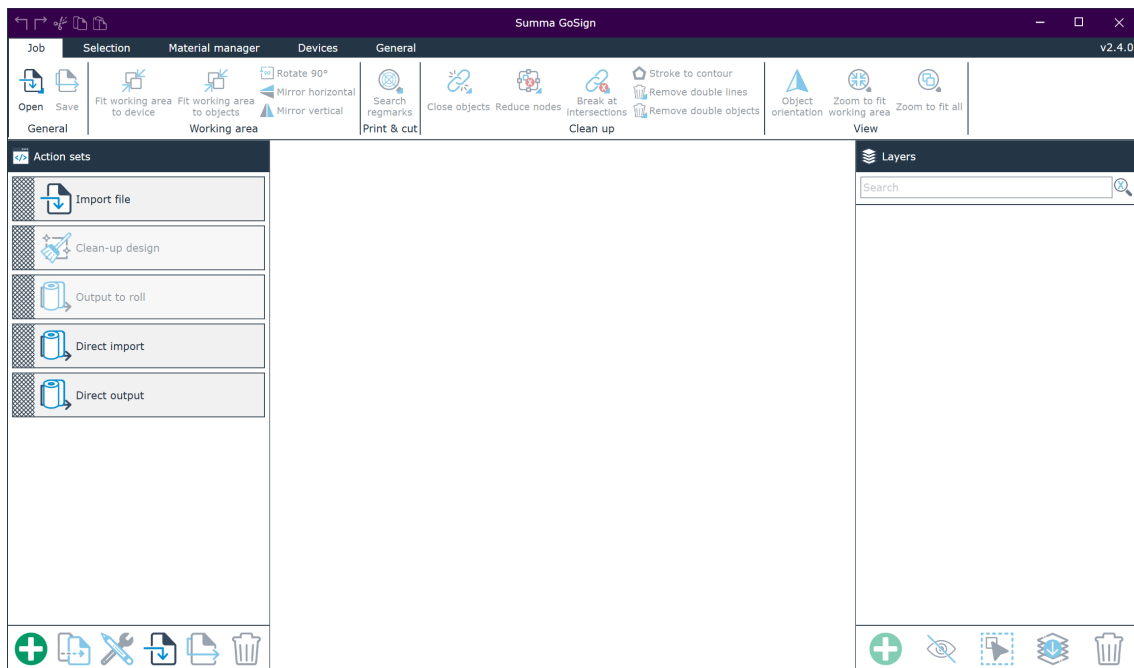 Summa GoSign
Job Selection Material manager Devices General v2.4.0
Open
Save
General
Fit working area
to device
Fit working area
to objects
Rotate 90°
Mirror horizontal
Mirror vertical
Working area
Search
regmarks
Print & cut
Close objects
Reduce nodes
Break at
intersections
Stroke to contour
Remove double lines
Remove double objects
Clean up
Object
orientation
Zoom to fit
working area
Zoom to fit all
View
Action sets
Import file
Clean-up design
Output to roll
Direct import
Direct output
Layers
Search